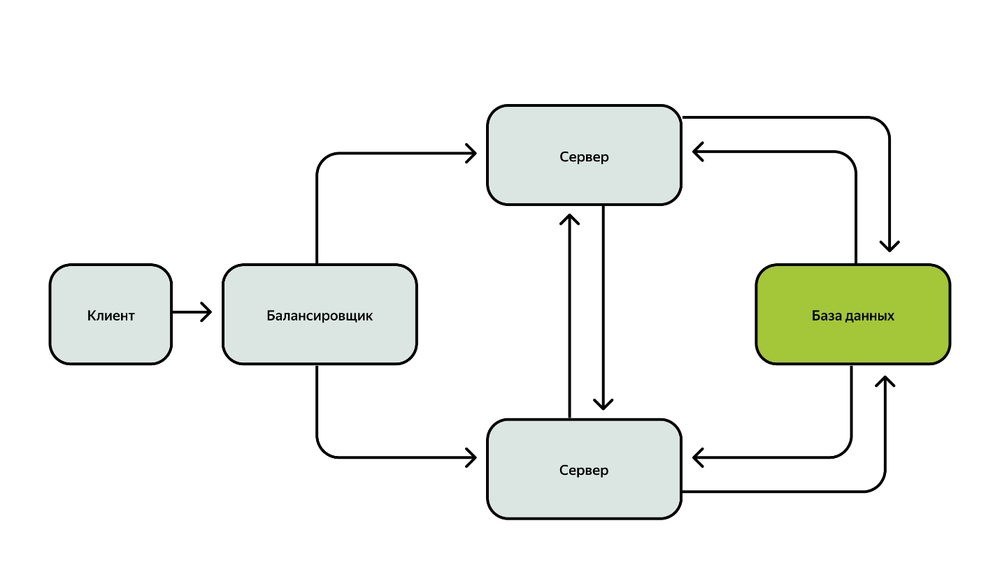 Сервер
Клиент
Балансировщик
База данных
Сервер